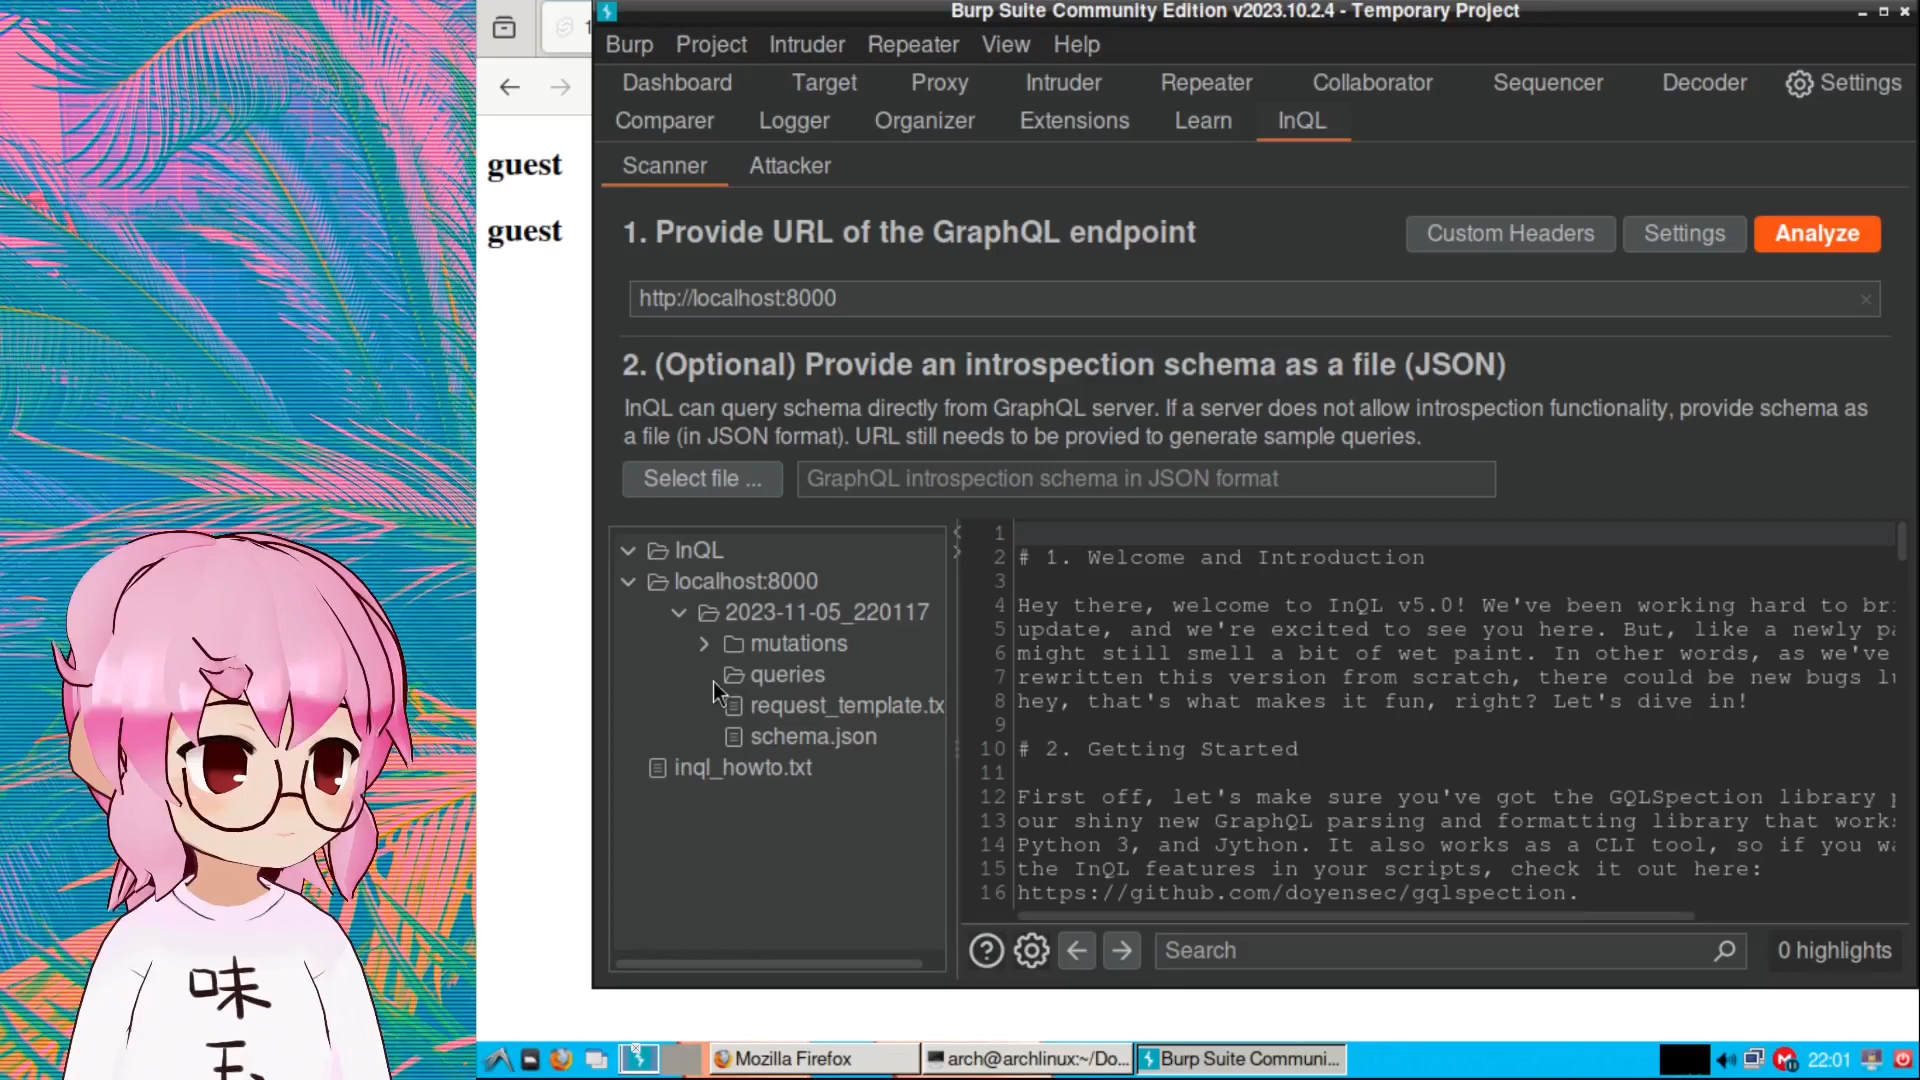 Burp Suite Community Edition v2023.10.2.4 - Temporary Project
Burp Project Intruder Repeater View Help
Dashboard Target Proxy Intruder Repeater Collaborator Sequencer Decoder Settings
Comparer Logger Organizer Extensions Learn InQL
Scanner Attacker
guest
guest
1. Provide URL of the GraphQL endpoint
Custom Headers Settings Analyze
http://localhost:8000
2. (Optional) Provide an introspection schema as a file (JSON)
InQL can query schema directly from GraphQL server. If a server does not allow introspection functionality, provide schema as
a file (in JSON format). URL still needs to be provied to generate sample queries.
Select file ... GraphQL introspection schema in JSON format
InQL
localhost:8000
2023-11-05_220117
mutations
queries
request_template.tx
schema.json
inql_howto.txt
1
2 # 1. Welcome and Introduction
3
4 Hey there, welcome to InQL v5.0! We've been working hard to br
5 update, and we're excited to see you here. But, like a newly pa
6 might still smell a bit of wet paint. In other words, as we've
7 rewritten this version from scratch, there could be new bugs lu
8 hey, that's what makes it fun, right? Let's dive in!
9
10 # 2. Getting Started
11
12 First off, let's make sure you've got the GQLSpection library
13 our shiny new GraphQL parsing and formatting library that work
14 Python 3, and Jython. It also works as a CLI tool, so if you wa
15 the InQL features in your scripts, check it out here:
16 https://github.com/doyensec/gqlspection.
Search 0 highlights
味
Mozilla Firefox arch@archlinux:~/Do... Burp Suite Communi... 22:01